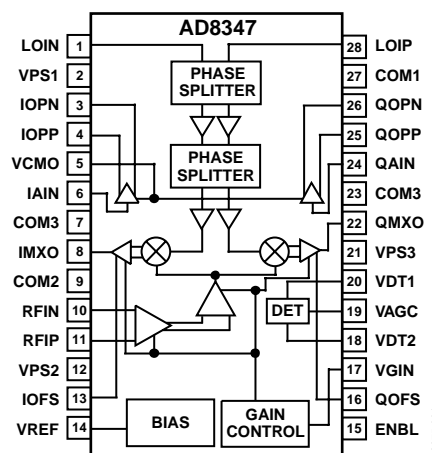 AD8347
LOIN 1
VPS1 2
IOPN 3
IOPP 4
VCMO 5
IAIN 6
COM3 7
IMXO 8
COM2 9
RFIN 10
RFIP 11
VPS2 12
IOFS 13
VREF 14
28 LOIP
27 COM1
26 QOPN
25 QOPP
24 QAIN
23 COM3
22 QMXO
21 VPS3
20 VDT1
19 VAGC
18 VDT2
17 VGIN
16 QOFS
15 ENBL
PHASE
SPLITTER
PHASE
SPLITTER
DET
BIAS
GAIN
CONTROL